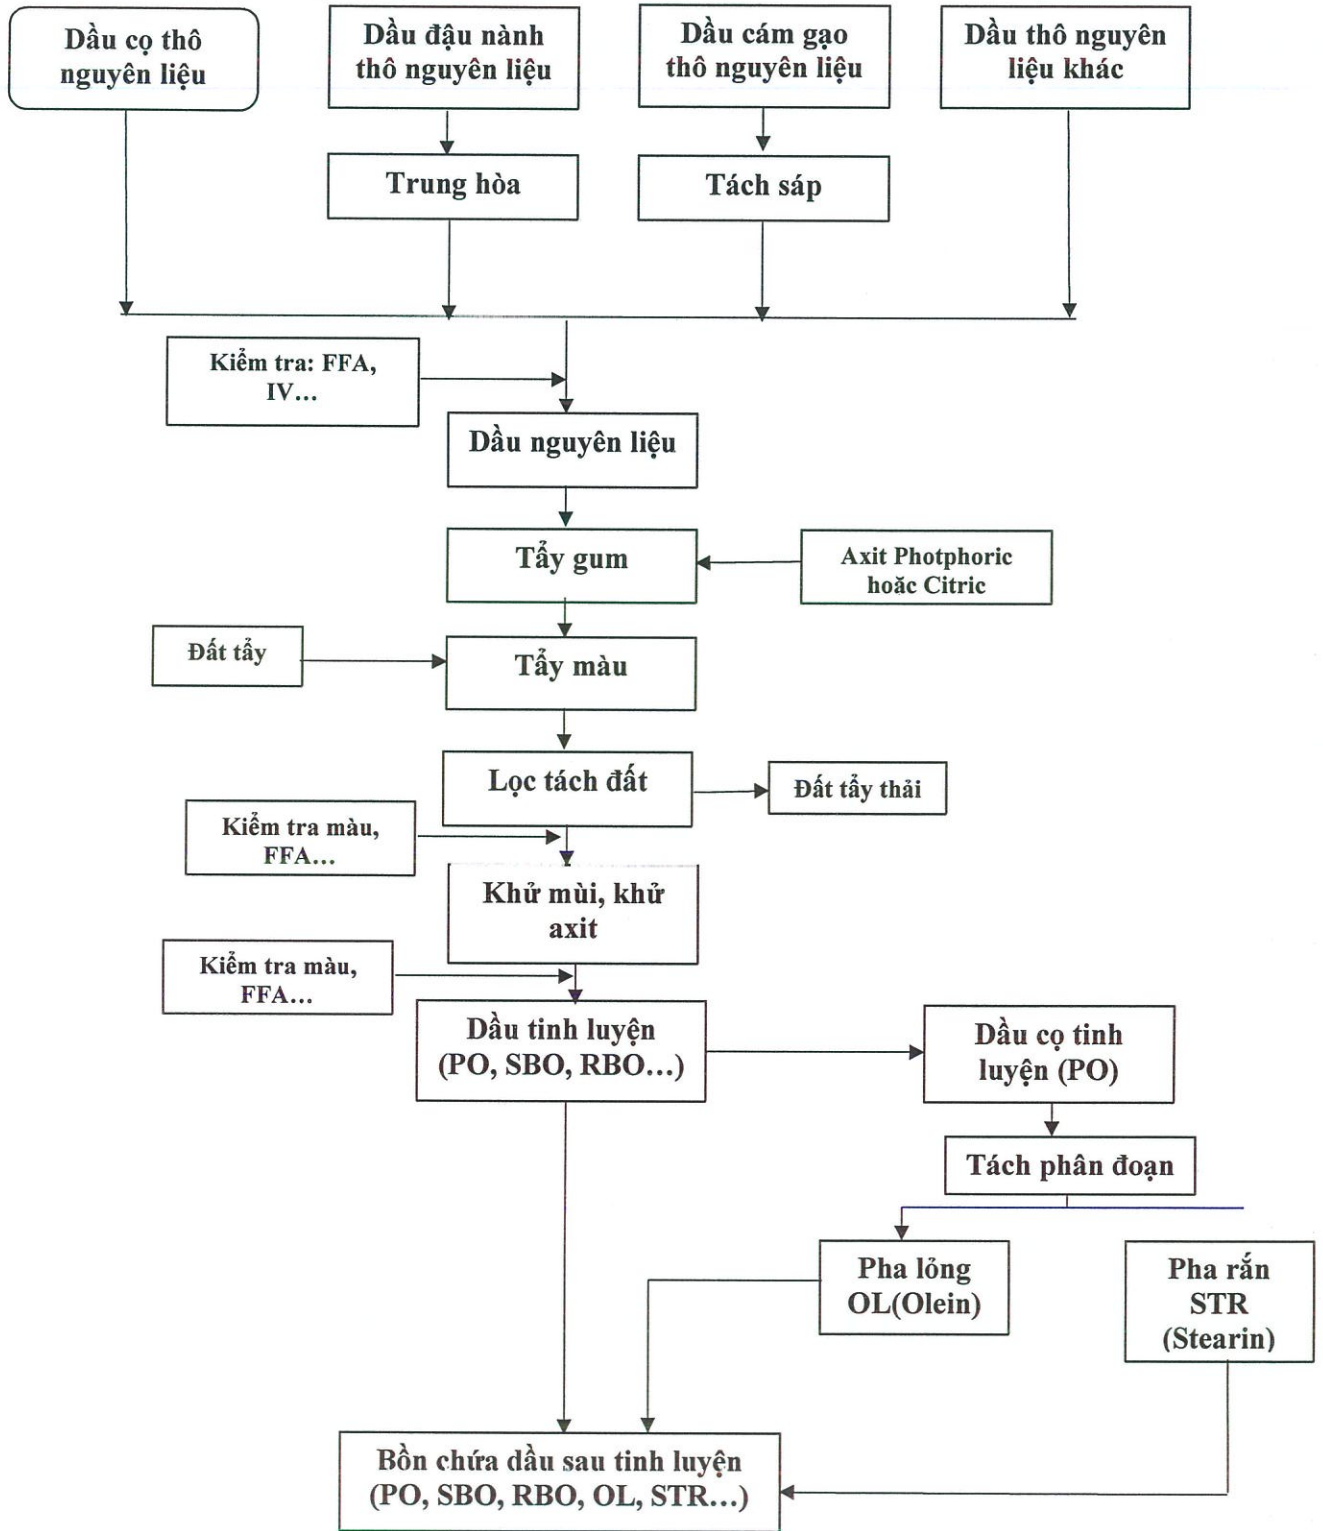 Dầu cọ thô
nguyên liệu
Dầu đậu nành
thô nguyên liệu
Dầu cám gạo
thô nguyên liệu
Dầu thô nguyên
liệu khác
Trung hòa
Tách sáp
Kiểm tra: FFA,
IV...
Dầu nguyên liệu
Tẩy gum
Axit Photphoric
hoặc Citric
Đất tẩy
Tẩy màu
Lọc tách đất
Đất tẩy thải
Kiểm tra màu,
FFA...
Khử mùi, khử
axit
Kiểm tra màu,
FFA...
Dầu tinh luyện
(PO, SBO, RBO...)
Dầu cọ tinh
luyện (PO)
Tách phân đoạn
Pha lỏng
OL(Olein)
Pha rắn
STR
(Stearin)
Bồn chứa dầu sau tinh luyện
(PO, SBO, RBO, OL, STR...)